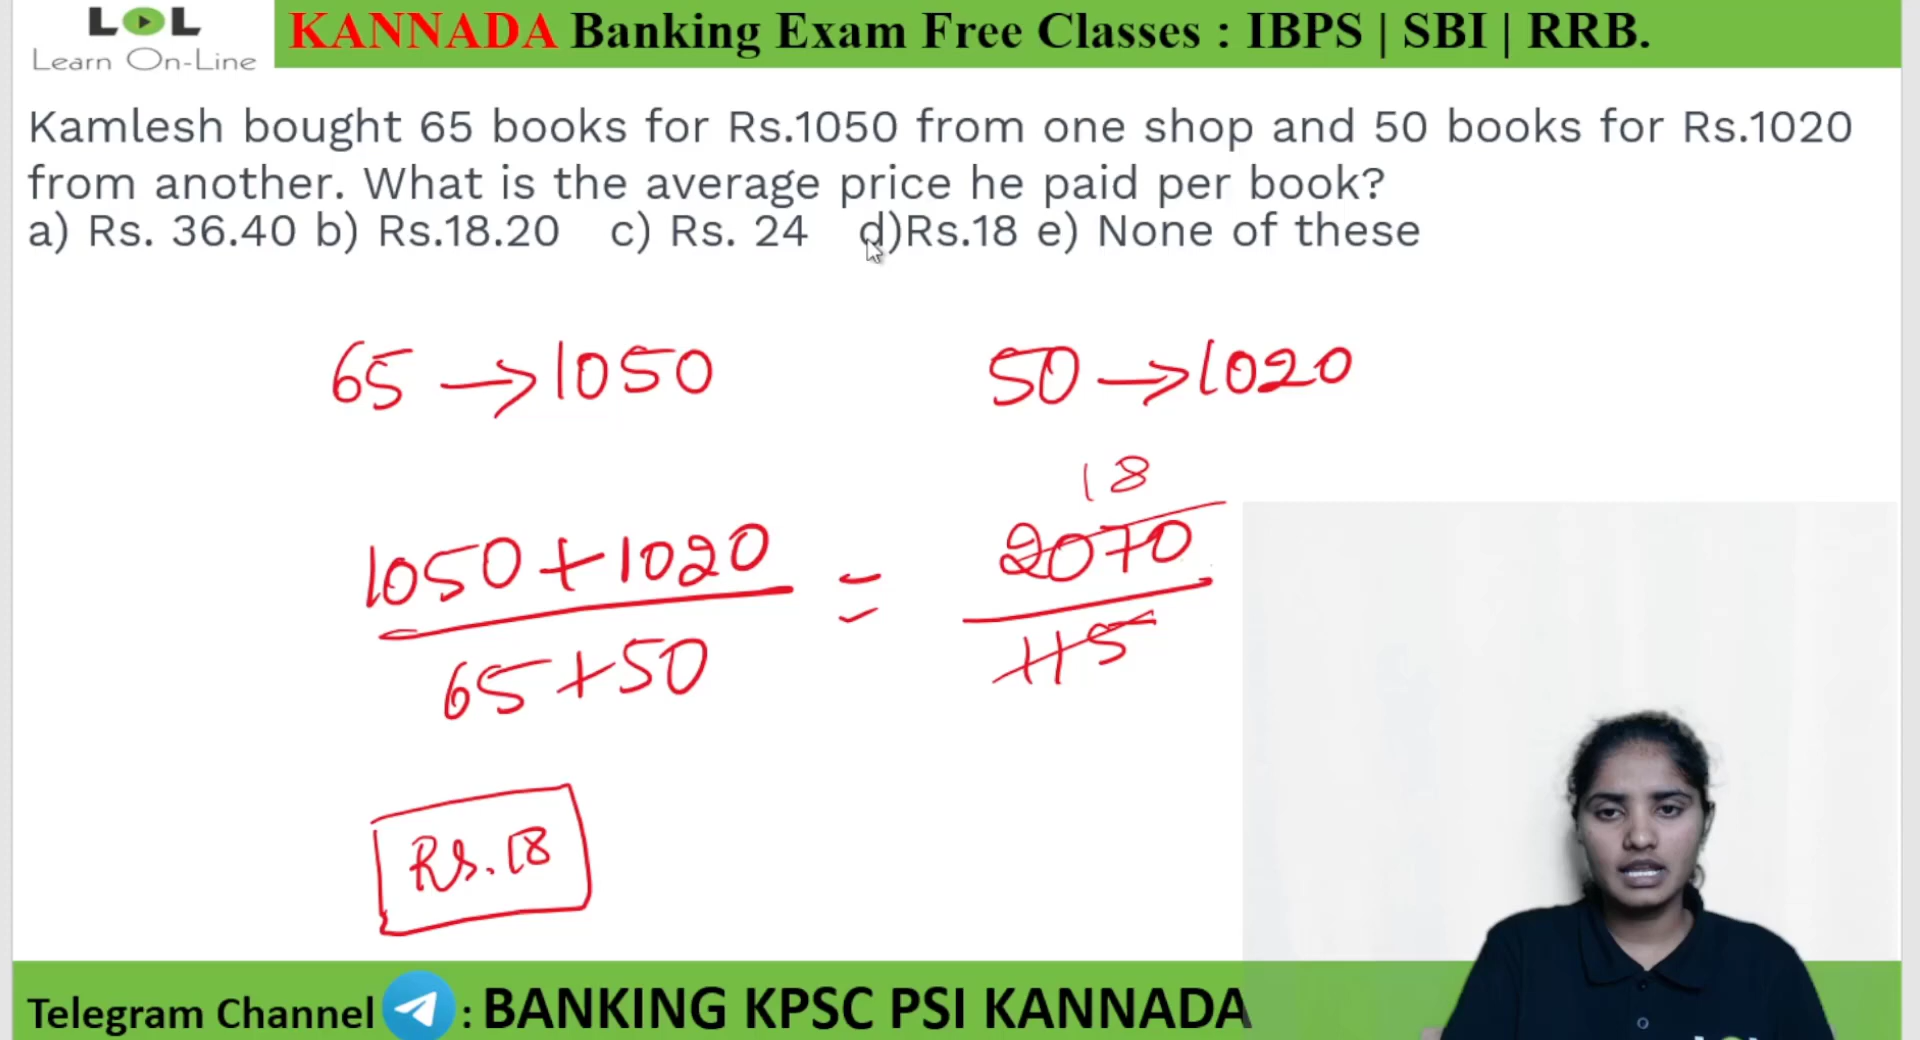 LOL
Learn On-Line
KANNADA Banking Exam Free Classes : IBPS | SBI | RRB.
Kamlesh bought 65 books for Rs.1050 from one shop and 50 books for Rs.1020
from another. What is the average price he paid per book?
a) Rs. 36.40 b) Rs.18.20 c) Rs. 24 d)Rs.18 e) None of these
65 → 1050 50 → 1020
18
1050+1020 = 2070
65+50 115
Rs. 18
Telegram Channel : BANKING KPSC PSI KANNADA